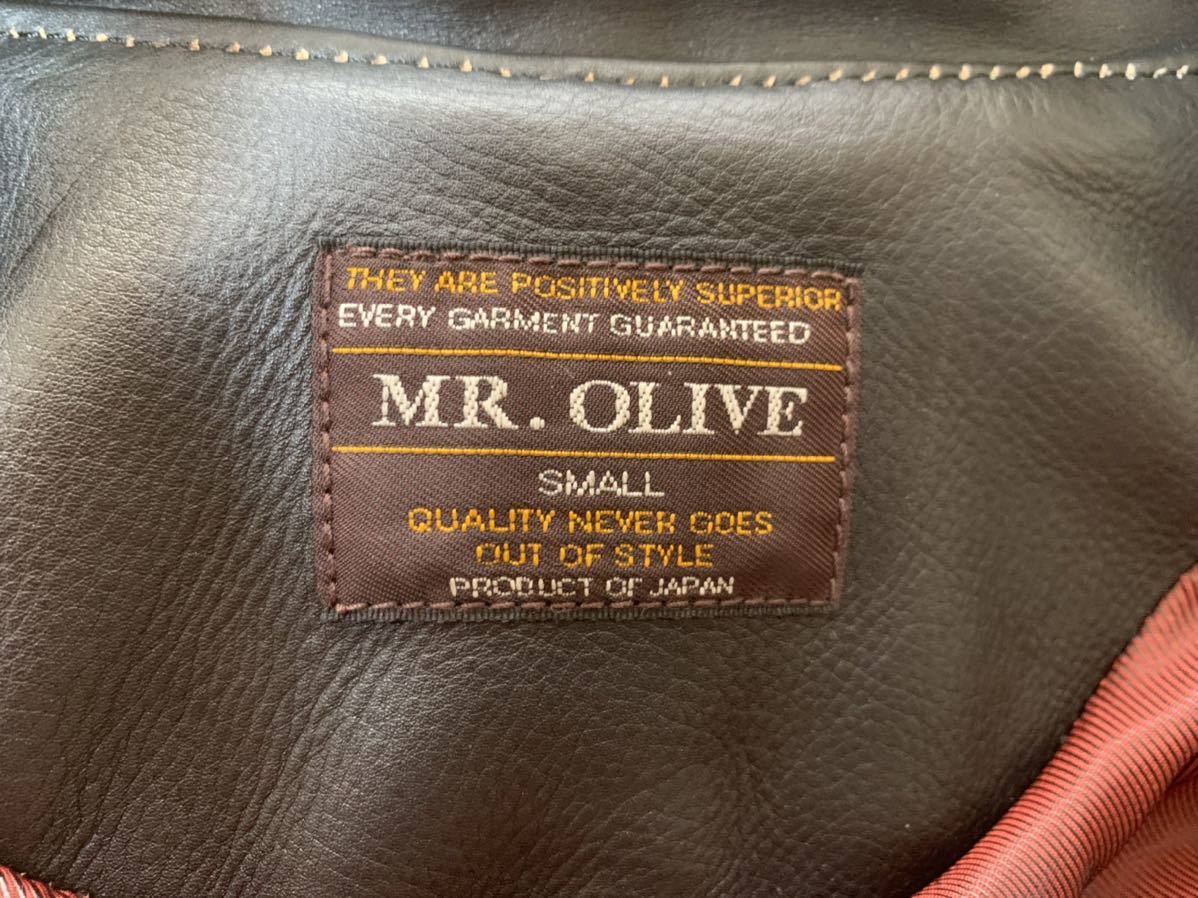 THEY ARE POSITIVELY SUPERIOR
EVERY GARMENT GUARANTEED
MR. OLIVE
SMALL
QUALITY NEVER GOES
OUT OF STYLE
PRODUCT OF JAPAN